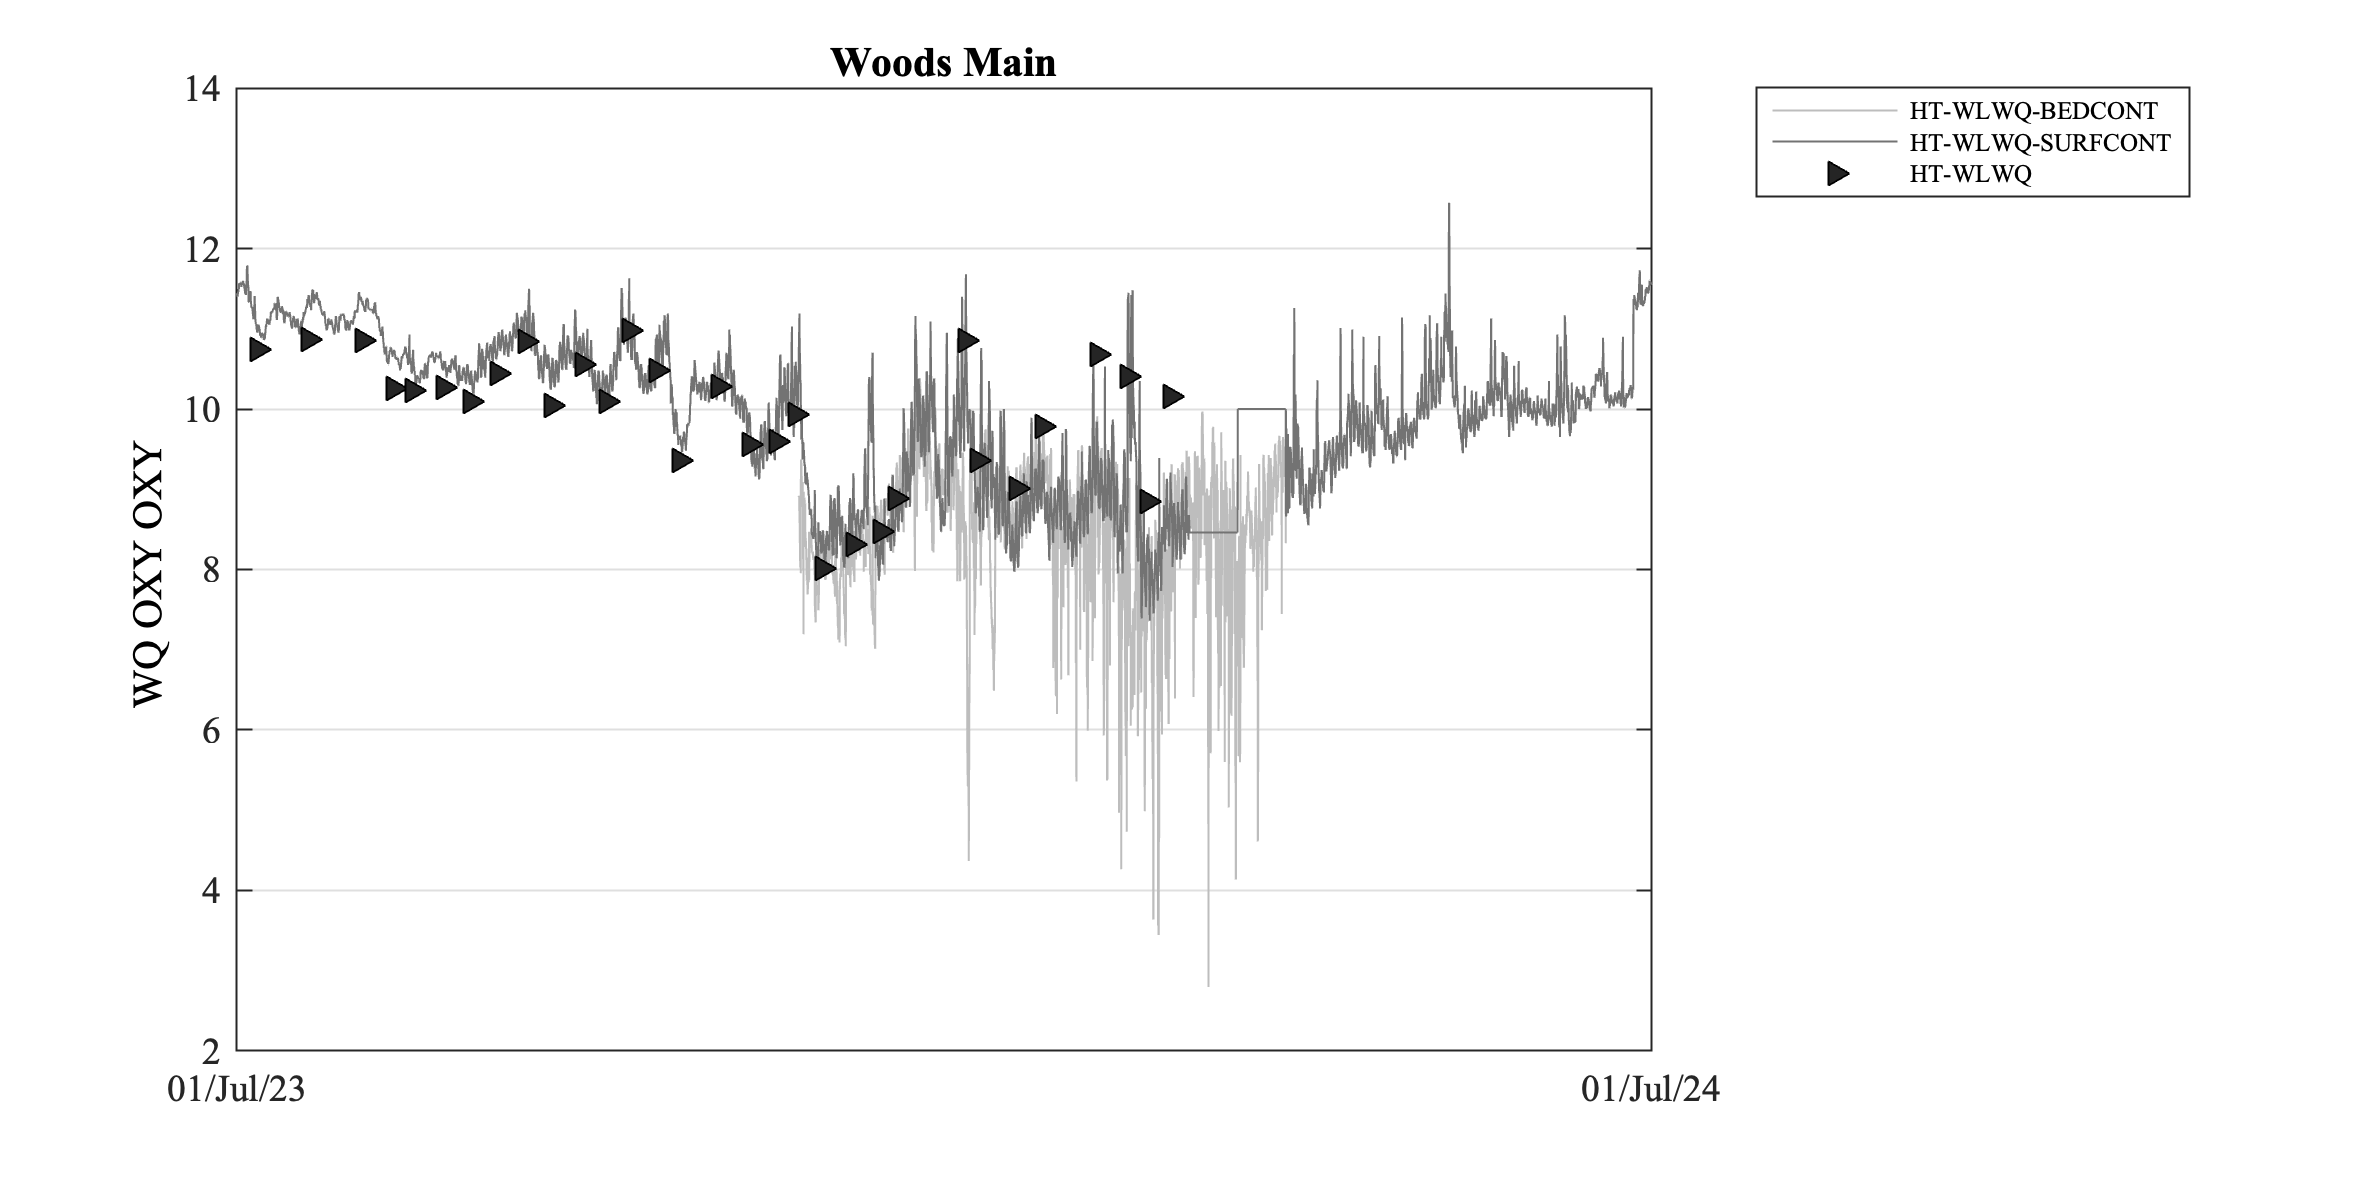 Woods Main
14
12
10
8
6
4
2
WQ OXY OXY
01/Jul/23
01/Jul/24
HT-WLWQ-BEDCONT
HT-WLWQ-SURFCONT
HT-WLWQ